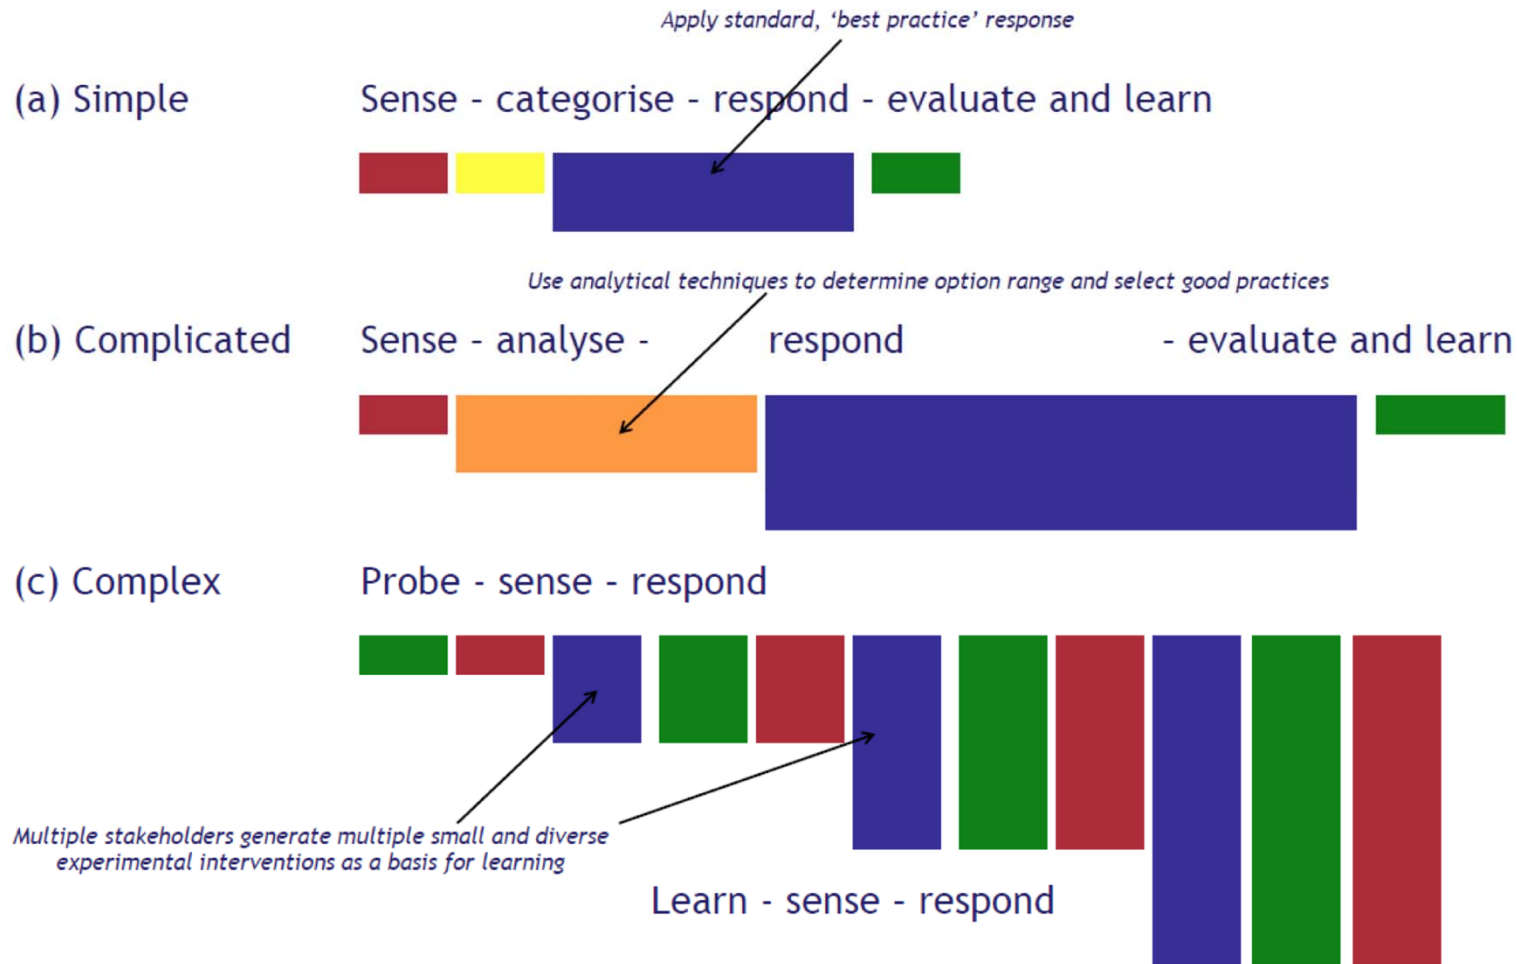 Apply standard, ‘best practice’ response
(a) Simple
Sense – categorise – respond – evaluate and learn
Use analytical techniques to determine option range and select good practices
(b) Complicated
Sense – analyse – respond – evaluate and learn
(c) Complex
Probe - sense – respond
Multiple stakeholders generate multiple small and diverse
experimental interventions as a basis for learning
Learn - sense – respond